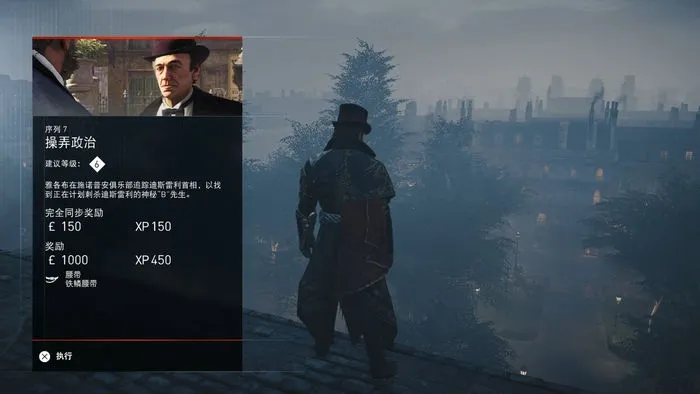 序列 7
操弄政治
建议等级： 6
雅各布在施诺普安俱乐部追踪迪斯雷利首相，以找
到正在计划刺杀迪斯雷利的神秘“B”先生。
完全同步奖励
￡ 150 XP 150
奖励
￡ 1000 XP 450
腰带
铁鳞腰带
执行